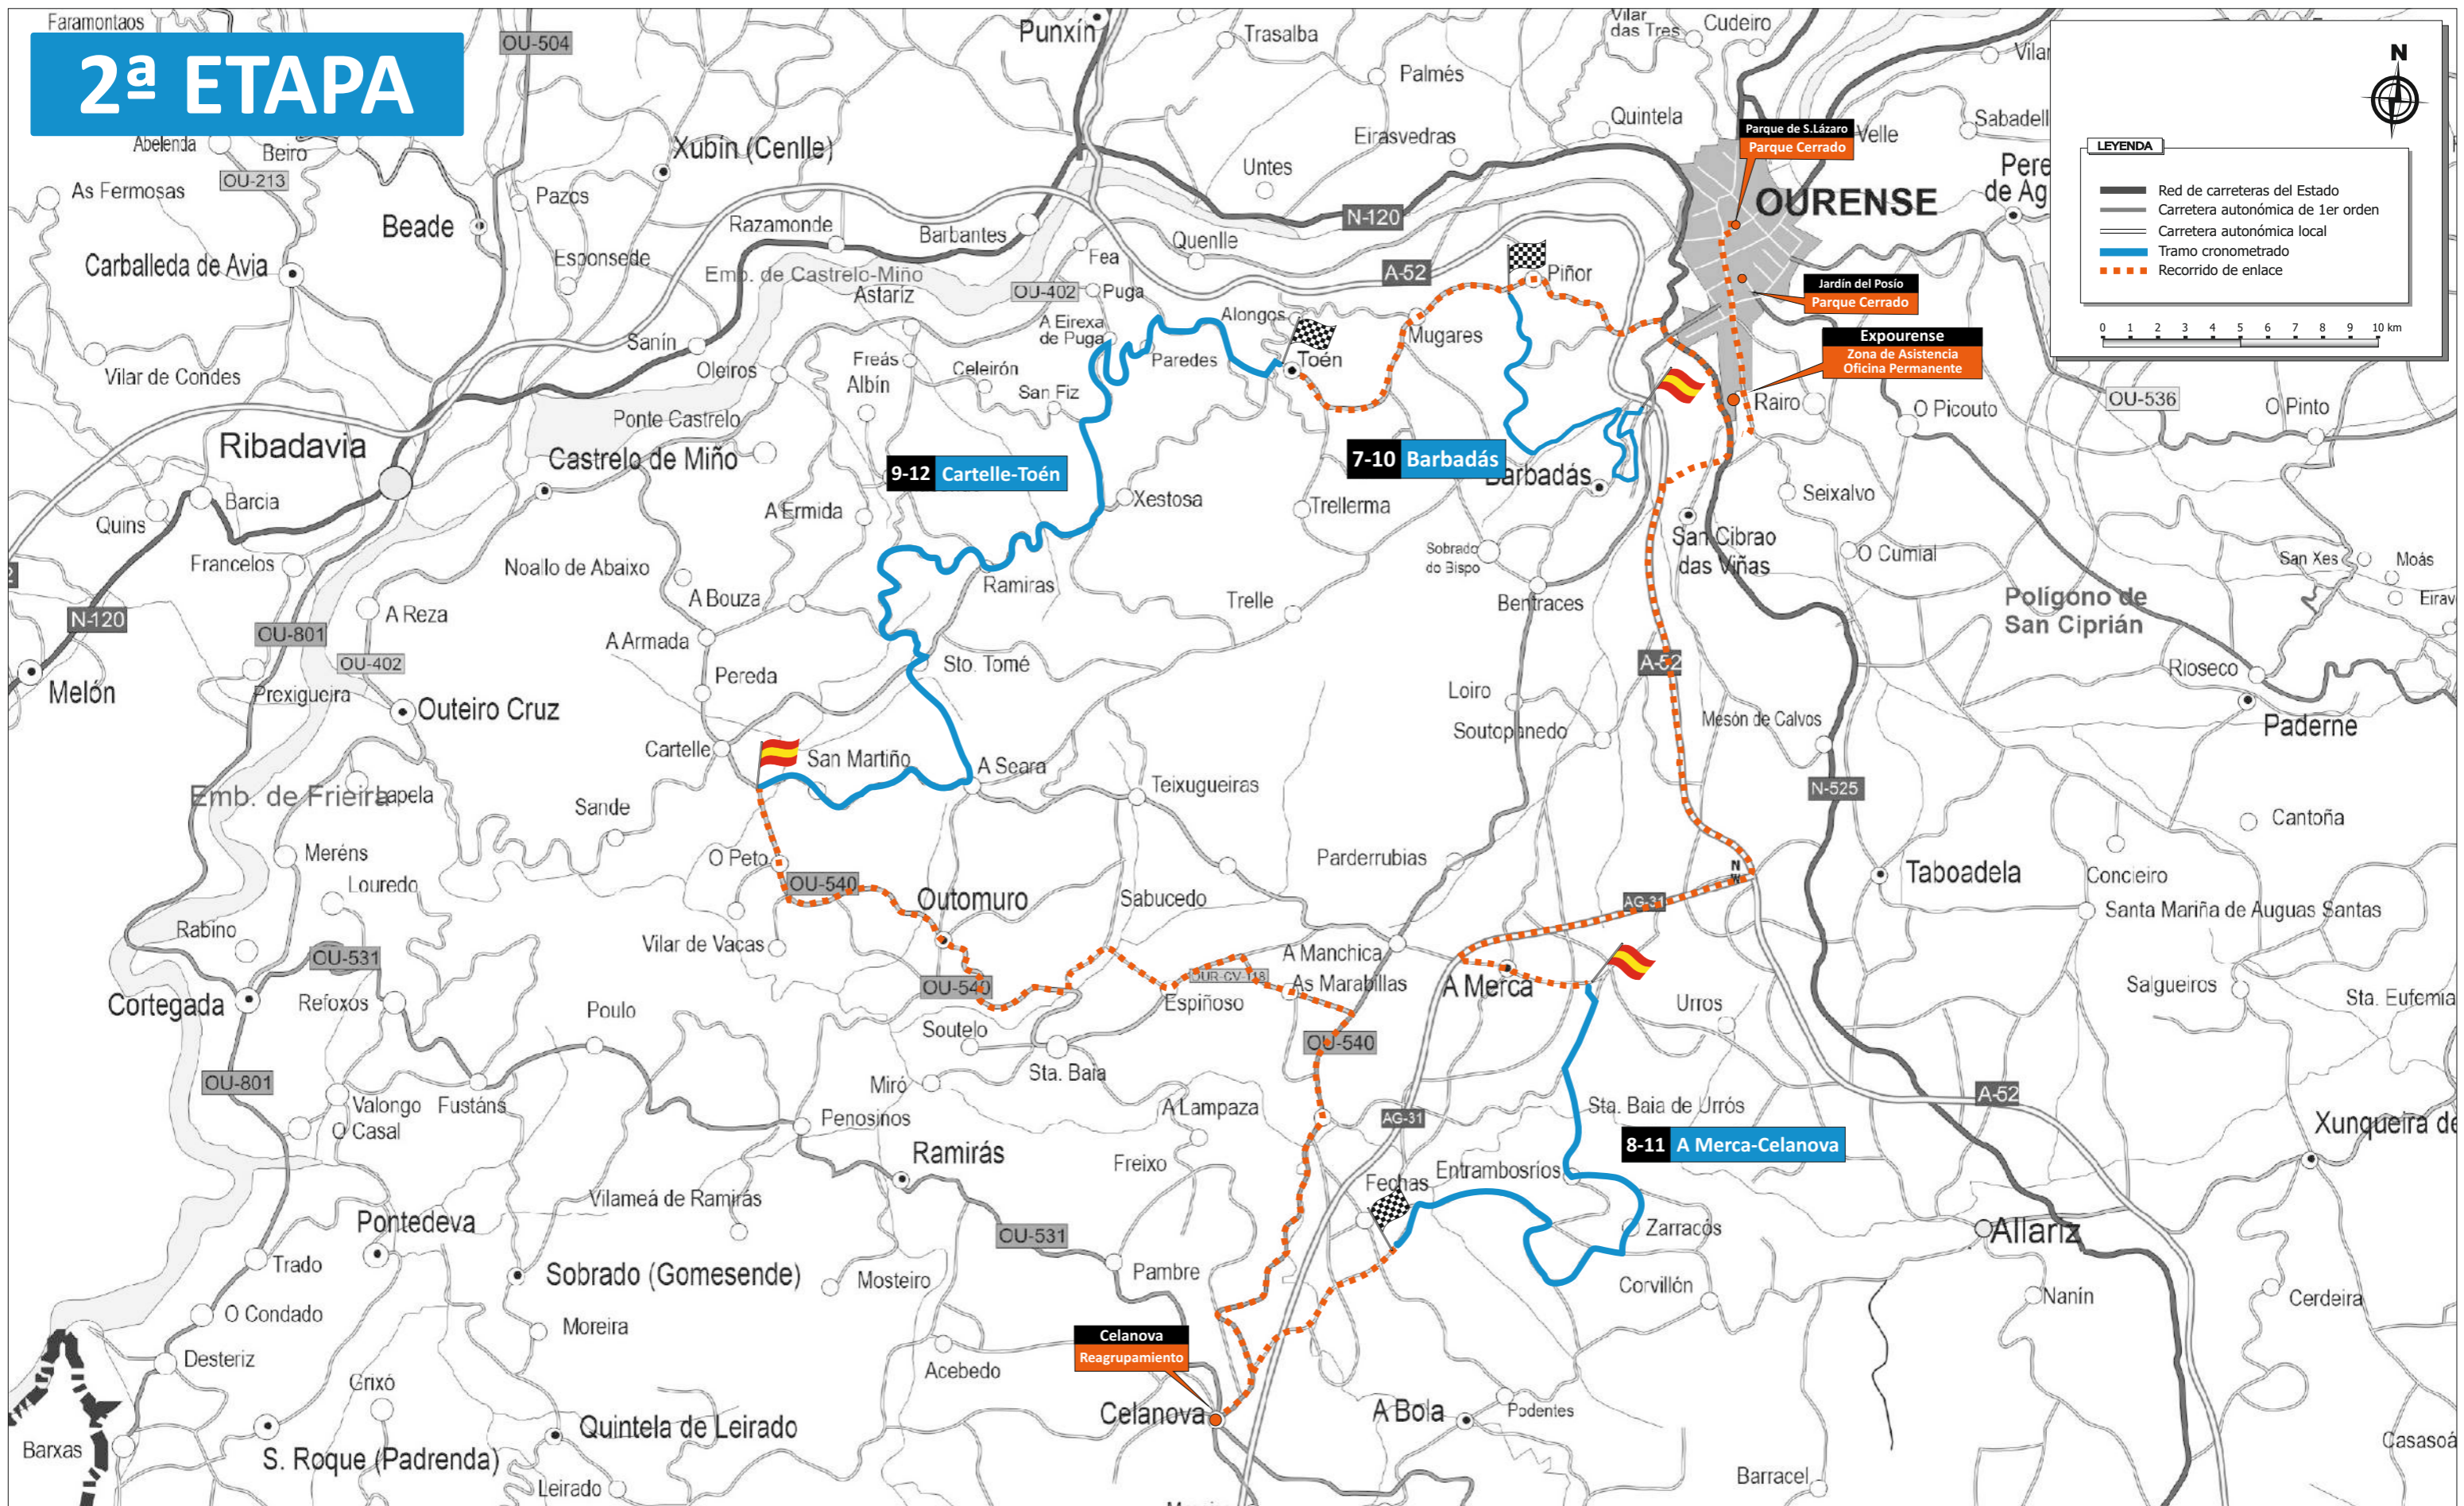 2ª ETAPA
Faramontaos
OU-504
Punxín
Trasalba
Vilar
das Tres
Cudeiro
Palmés
Quintela
Eirasvedras
Untes
Velle
Sabadell
Abelenda
Beiro
OU-213
As Fermosas
Xubín (Cenlle)
Pazos
Beade
Razamonde
Barbantes
Esponsede
Carballeda de Avia
Emb. de Castrelo-Miño
Astariz
Fea
Quenlle
N-120
A-52
OU-402
Puga
Piñor
Parque de S.Lázaro
Parque Cerrado
OURENSE
Jardín del Posío
Parque Cerrado
Expourense
Zona de Asistencia
Oficina Permanente
N
LEYENDA
Red de carreteras del Estado
Carretera autonómica de 1er orden
Carretera autonómica local
Tramo cronometrado
Recorrido de enlace
0 1 2 3 4 5 6 7 8 9 10 km
Vilar de Condes
Sanín
Oleiros
Freás
Albín
Celeirón
San Fiz
A Eirexa
de Puga
Paredes
Alongos
Toén
Mugares
Rairo
O Picouto
OU-536
O Pinto
Ponte Castrelo
Ribadavia
Castrelo de Miño
9-12 Cartelle-Toén
7-10 Barbadás
Barbadás
Barcia
Quins
A Ermida
Xestosa
Trellerma
Seixalvo
San Cibrao
das Viñas
O Cumial
Francelos
Noallo de Abaixo
Sobrado
do Bispo
San Xes
Moás
N-120
OU-801
A Reza
A Bouza
Ramiras
Trelle
Bentraces
Polígono de
San Ciprián
OU-402
A Armada
Sto. Tomé
A-52
Rioseco
Melón
Prexigueira
Outeiro Cruz
Pereda
Loiro
Soutopanedo
Mesón de Calvos
Paderne
Cartelle
San Martiño
A Seara
Teixugueiras
N-525
Emb. de Frieira
Sande
Cantoña
Meréns
Louredo
O Peto
OU-540
Outomuro
Sabucedo
Parderrubias
Taboadela
Concieiro
AG-31
Santa Mariña de Auguas Santas
Rabino
OU-531
Vilar de Vacas
A Manchica
OU-540
OUR-CV-118
As Marabillas
A Merca
Cortegada
Refoxos
Poulo
Soutelo
Espiñoso
Urros
Salgueiros
Sta. Eufemia
OU-540
OU-801
Sta. Baia
Miró
Valongo
Fustáns
O Casal
Penosinos
A Lampaza
AG-31
Sta. Baia de Urrós
A-52
8-11 A Merca-Celanova
Ramirás
Freixo
Fechas
Entrambosríos
Vilameá de Ramirás
Pontedeva
OU-531
Zarracós
Allariz
Trado
Sobrado (Gomesende)
Mosteiro
Pambre
Corvillón
Nanín
Cerdeira
O Condado
Moreira
Celanova
Reagrupamiento
Desteriz
Acebedo
Grixó
Celanova
A Bola
Podentes
Quintela de Leirado
Barxas
S. Roque (Padrenda)
Leirado
Barracel